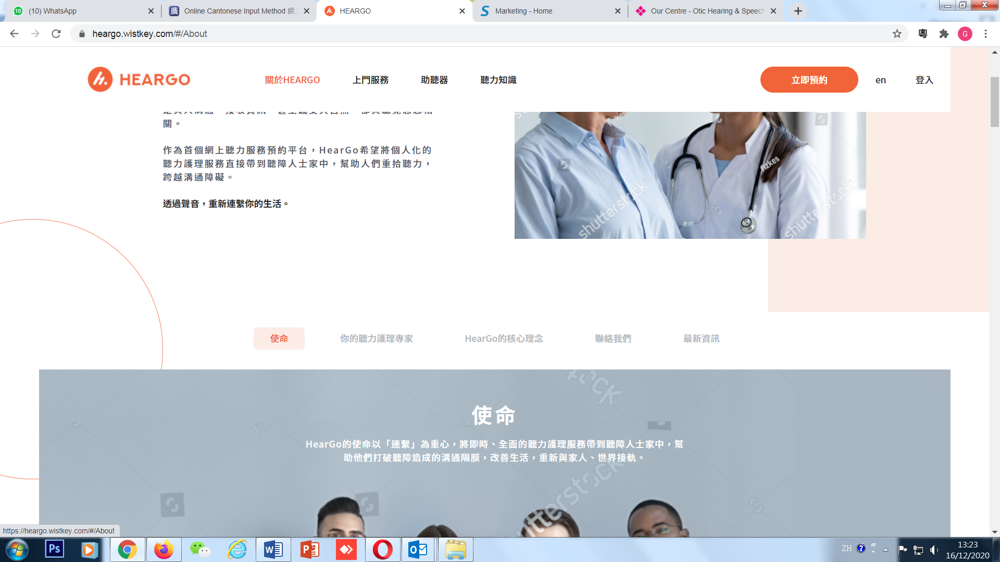 (10) WhatsApp
Online Cantonese Input Method 網
HEARGO
Marketing - Home
Our Centre - Otic Hearing & Speech
heargo.wistkey.com/#/About
粵
G
HEARGO
關於HEARGO
上門服務
助聽器
聽力知識
立即預約
en
登入
關。
作為首個網上聽力服務預約平台，HearGo希望將個人化的
聽力護理服務直接帶到聽障人士家中，幫助人們重拾聽力，
跨越溝通障礙。
透過聲音，重新連繫你的生活。
fizkes
shutterstock
shutterstock
使命
你的聽力護理專家
HearGo的核心理念
聯絡我們
最新資訊
使命
HearGo的使命以「連繫」為重心，將即時、全面的聽力護理服務帶到聽障人士家中，幫
助他們打破聽障造成的溝通隔膜，改善生活，重新與家人、世界接軌。
shutterstock
https://heargo.wistkey.com/#/About
ZH
13:23
16/12/2020